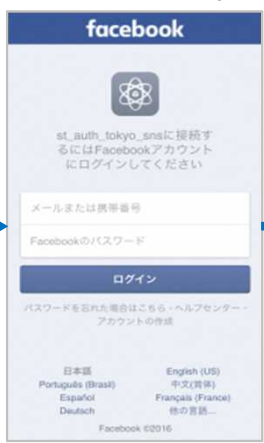 facebook
st_auth_tokyo_snsに接続す
るにはFacebookアカウント
にログインしてください
メールまたは携帯番号
Facebookのパスワード
ログイン
パスワードを忘れた場合はこちら・ヘルプセンター・
アカウントの作成
日本語 English (US)
Português (Brasil) 中文(简体)
Español Français (France)
Deutsch 他の言語...
Facebook ©2016